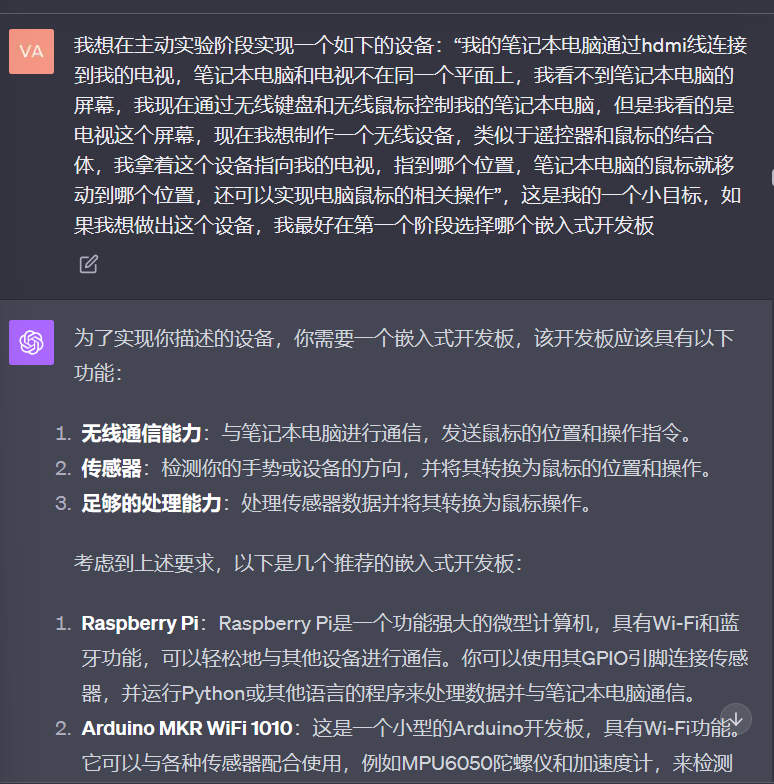 VA
我想在主动实验阶段实现一个如下的设备：“我的笔记本电脑通过hdmi线连接
到我的电视，笔记本电脑和电视不在同一个平面上，我看不到笔记本电脑的
屏幕，我现在通过无线键盘和无线鼠标控制我的笔记本电脑，但是我看的是
电视这个屏幕，现在我想制作一个无线设备，类似于遥控器和鼠标的结合
体，我拿着这个设备指向我的电视，指到哪个位置，笔记本电脑的鼠标就移
动到哪个位置，还可以实现电脑鼠标的相关操作”，这是我的一个小目标，如
果我想做出这个设备，我最好在第一个阶段选择哪个嵌入式开发板
为了实现你描述的设备，你需要一个嵌入式开发板，该开发板应该具有以下
功能：
1. 无线通信能力：与笔记本电脑进行通信，发送鼠标的位置和操作指令。
2. 传感器：检测你的手势或设备的方向，并将其转换为鼠标的位置和操作。
3. 足够的处理能力：处理传感器数据并将其转换为鼠标操作。
考虑到上述要求，以下是几个推荐的嵌入式开发板：
1. Raspberry Pi：Raspberry Pi是一个功能强大的微型计算机，具有Wi-Fi和蓝
牙功能，可以轻松地与其他设备进行通信。你可以使用其GPIO引脚连接传感
器，并运行Python或其他语言的程序来处理数据并与笔记本电脑通信。
2. Arduino MKR WiFi 1010：这是一个小型的Arduino开发板，具有Wi-Fi功能。
它可以与各种传感器配合使用，例如MPU6050陀螺仪和加速度计，来检测